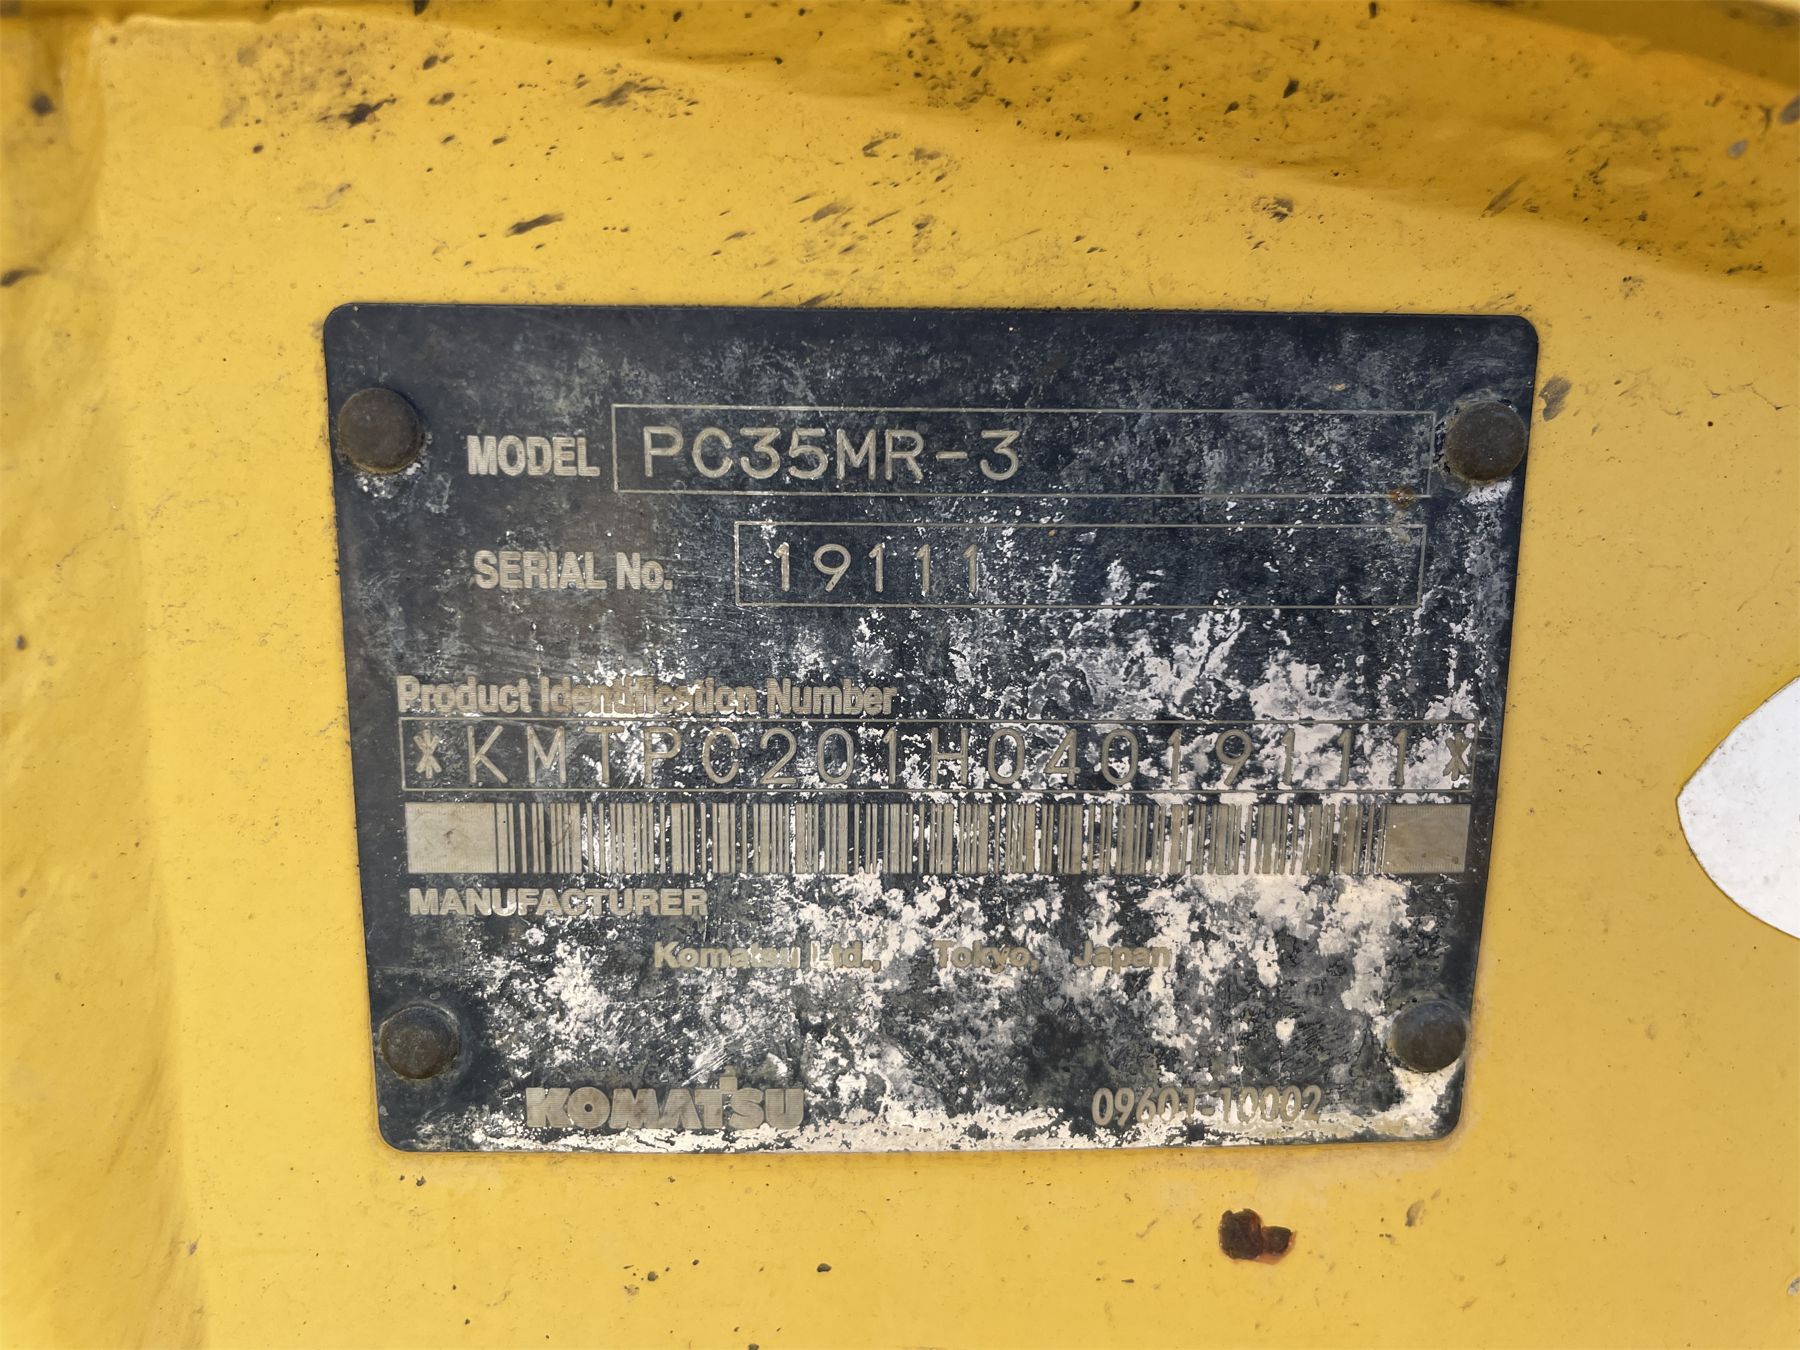 MODEL PC35MR-3
SERIAL No. 19111
Product Identification Number
*KMTPC201H04019111*
MANUFACTURER
Komatsu Ltd., Tokyo, Japan
KOMATSU 09601-10002